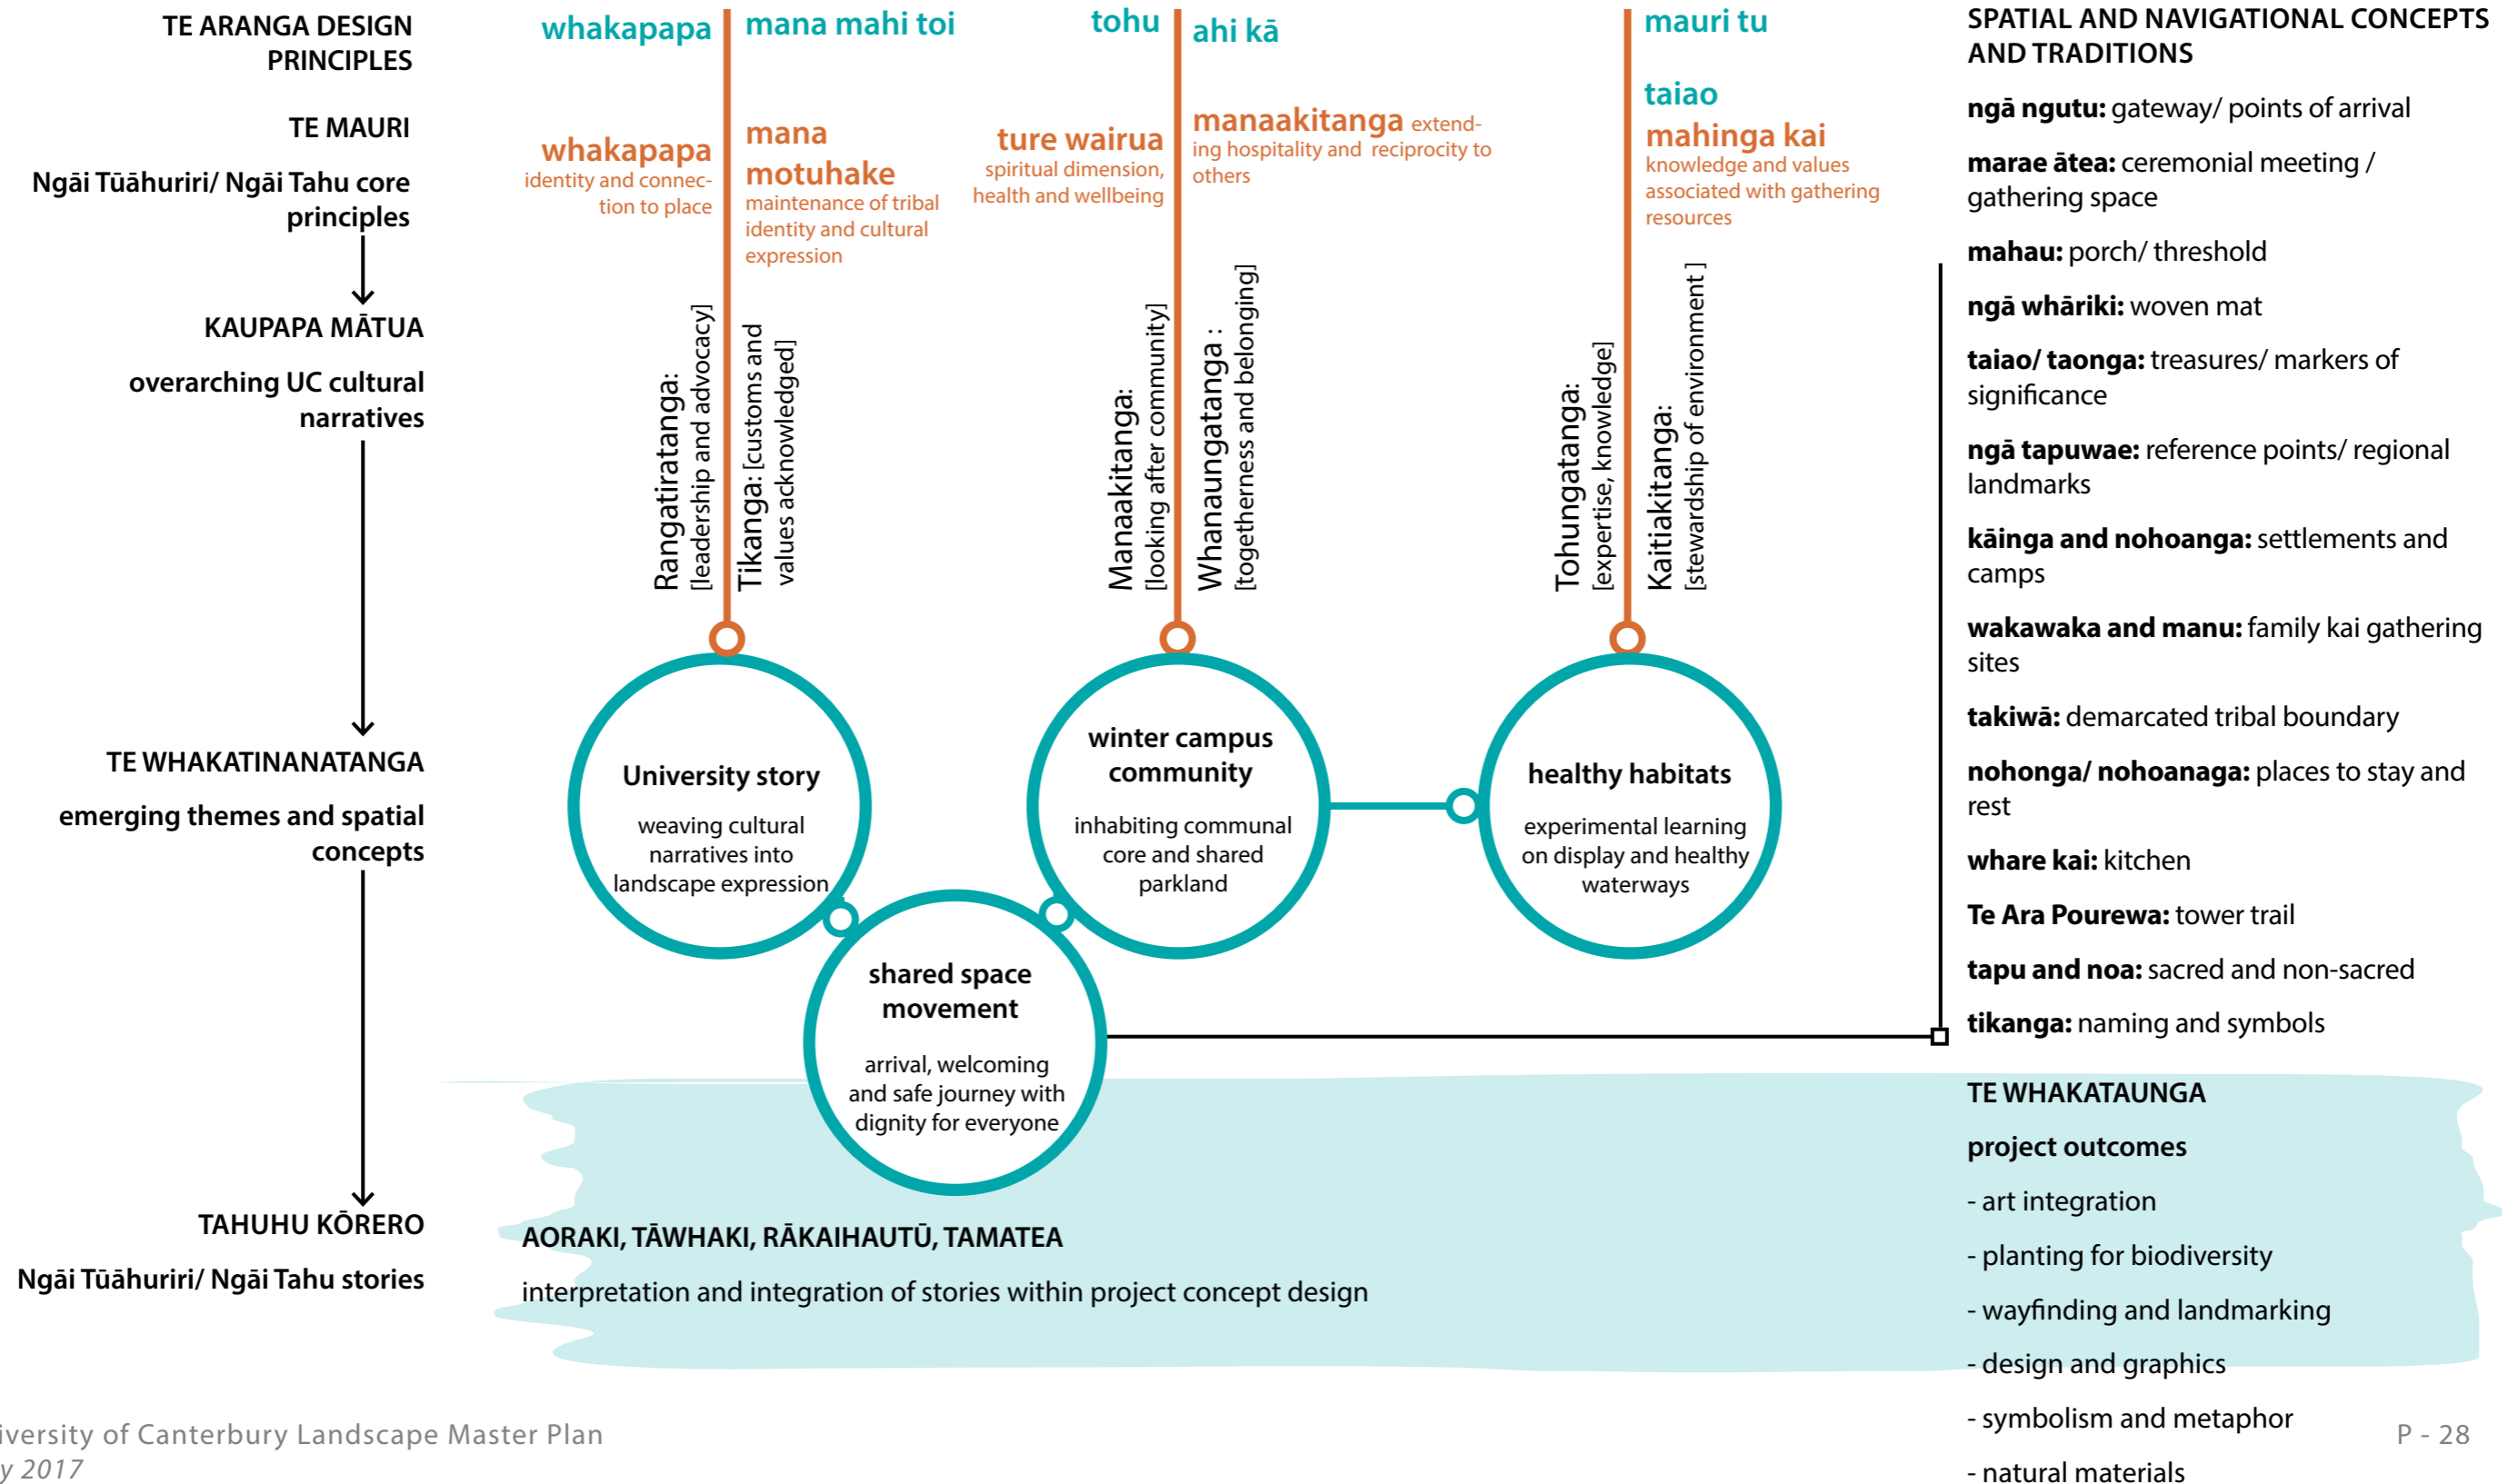 TE ARANGA DESIGN
PRINCIPLES
TE MAURI
Ngāi Tūāhuriri/ Ngāi Tahu core
principles
KAUPAPA MĀTUA
overarching UC cultural
narratives
TE WHAKATINANATANGA
emerging themes and spatial
concepts
TAHUHU KŌRERO
Ngāi Tūāhuriri/ Ngāi Tahu stories
whakapapa
mana mahi toi
whakapapa
identity and connec-
tion to place
mana
motuhake
maintenance of tribal
identity and cultural
expression
Rangatiratanga:
[leadership and advocacy]
Tikanga: [customs and
values acknowledged]
tohu
ahi kā
ture wairua
spiritual dimension,
health and wellbeing
manaakitanga extend-
ing hospitality and reciprocity to
others
Manaakitanga:
[looking after community]
Whanaungatanga :
[togetherness and belonging]
mauri tu
taiao
mahinga kai
knowledge and values
associated with gathering
resources
Tohungatanga:
[expertise, knowledge]
Kaitiakitanga:
[stewardship of environment ]
University story
weaving cultural
narratives into
landscape expression
winter campus
community
inhabiting communal
core and shared
parkland
healthy habitats
experimental learning
on display and healthy
waterways
shared space
movement
arrival, welcoming
and safe journey with
dignity for everyone
AORAKI, TĀWHAKI, RĀKAIHAUTŪ, TAMATEA
interpretation and integration of stories within project concept design
SPATIAL AND NAVIGATIONAL CONCEPTS
AND TRADITIONS
ngā ngutu: gateway/ points of arrival
marae ātea: ceremonial meeting /
gathering space
mahau: porch/ threshold
ngā whāriki: woven mat
taiao/ taonga: treasures/ markers of
significance
ngā tapuwae: reference points/ regional
landmarks
kāinga and nohoanga: settlements and
camps
wakawaka and manu: family kai gathering
sites
takiwā: demarcated tribal boundary
nohonga/ nohoanaga: places to stay and
rest
whare kai: kitchen
Te Ara Pourewa: tower trail
tapu and noa: sacred and non-sacred
tikanga: naming and symbols
TE WHAKATAUNGA
project outcomes
- art integration
- planting for biodiversity
- wayfinding and landmarking
- design and graphics
- symbolism and metaphor
- natural materials
iversity of Canterbury Landscape Master Plan
y 2017
P - 28